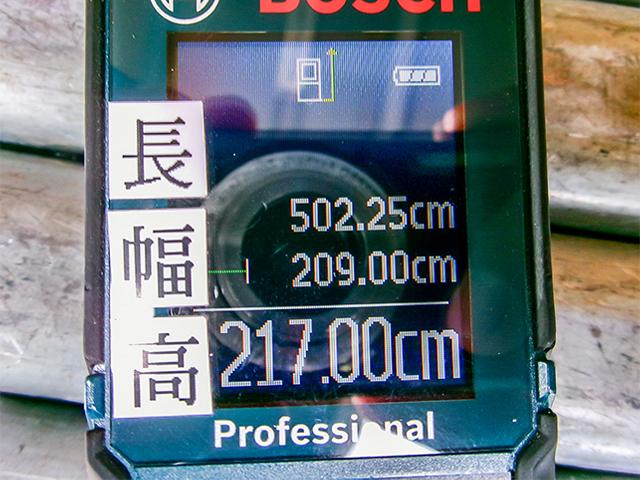 BOSCH
長 502.25cm
幅 209.00cm
高 217.00cm
Professional